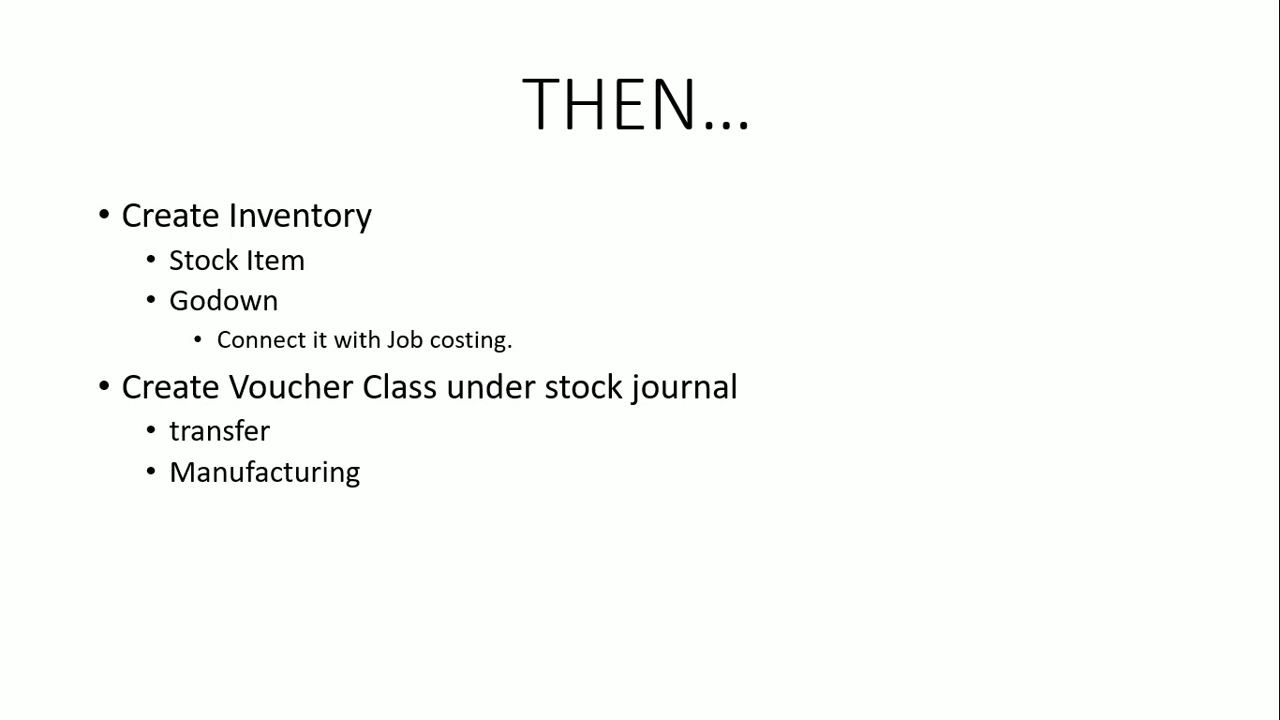 THEN...
• Create Inventory
• Stock Item
• Godown
• Connect it with Job costing.
• Create Voucher Class under stock journal
• transfer
• Manufacturing